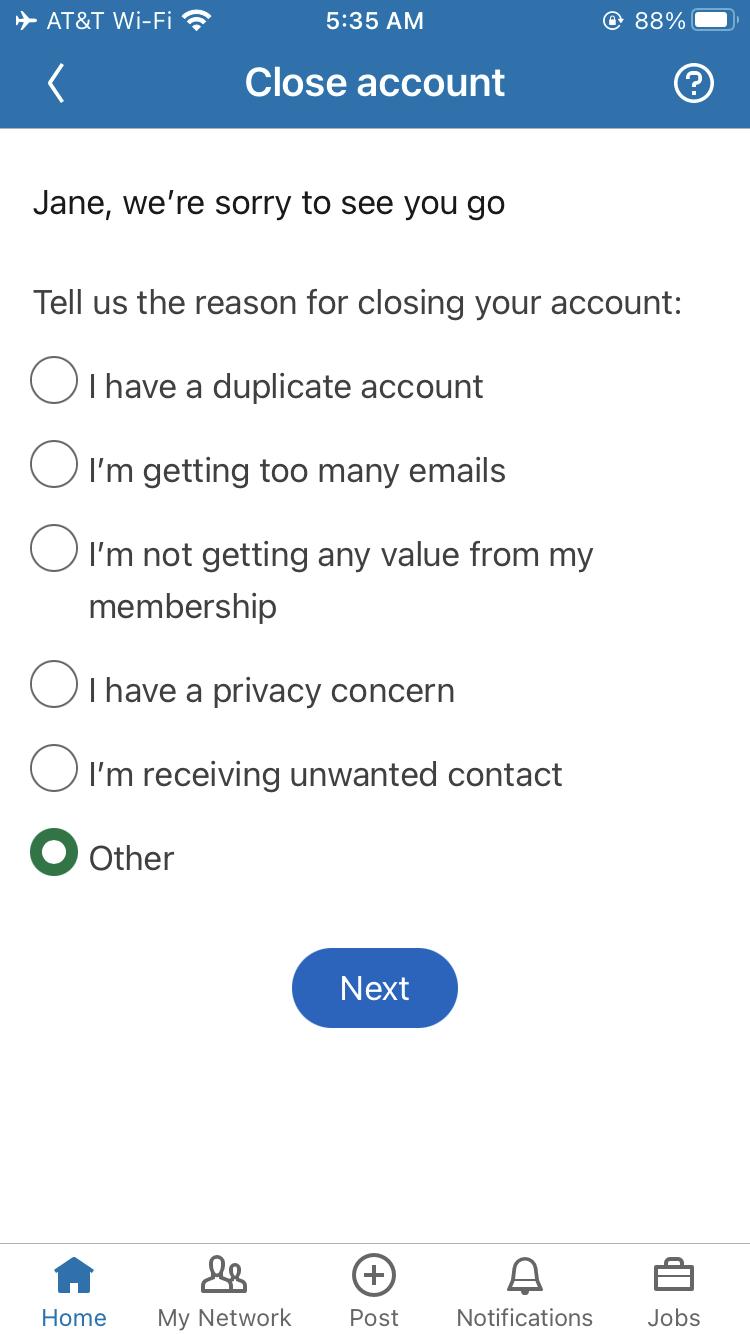 AT&T Wi-Fi 5:35 AM 88%
Close account
Jane, we’re sorry to see you go
Tell us the reason for closing your account:
I have a duplicate account
I’m getting too many emails
I’m not getting any value from my
membership
I have a privacy concern
I’m receiving unwanted contact
Other
Next
Home My Network Post Notifications Jobs